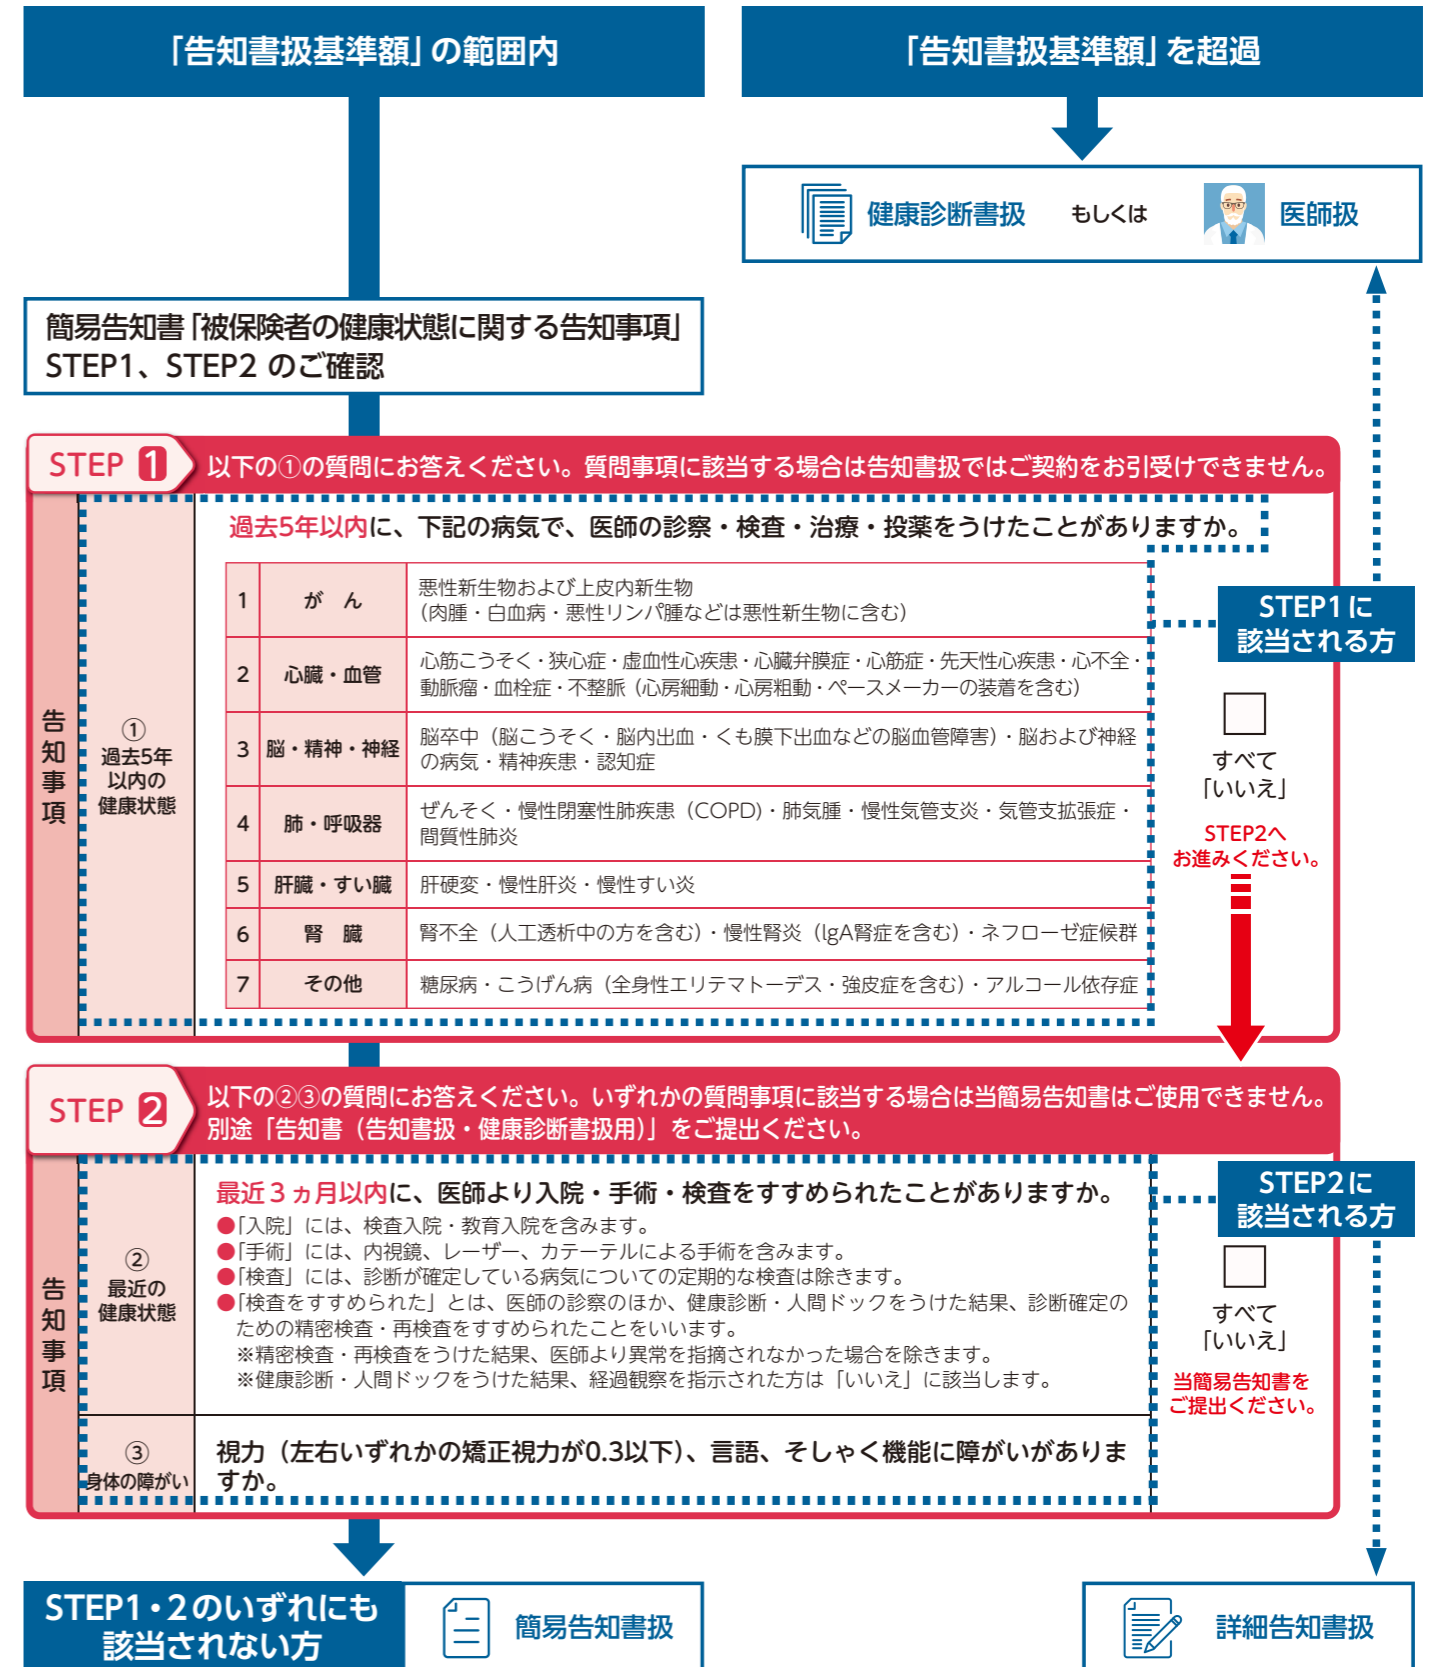 「告知書扱基準額」の範囲内
「告知書扱基準額」を超過
健康診断書扱 もしくは 医師扱
簡易告知書「被保険者の健康状態に関する告知事項」
STEP1、STEP2 のご確認
STEP 1
以下の①の質問にお答えください。質問事項に該当する場合は告知書扱ではご契約をお引受けできません。
告知事項
①
過去5年
以内の
健康状態
過去5年以内に、下記の病気で、医師の診察・検査・治療・投薬をうけたことがありますか。
1 がん 悪性新生物および上皮内新生物
(肉腫・白血病・悪性リンパ腫などは悪性新生物に含む)
2 心臓・血管 心筋こうそく・狭心症・虚血性心疾患・心臓弁膜症・心筋症・先天性心疾患・心不全・
動脈瘤・血栓症・不整脈(心房細動・心房粗動・ペースメーカーの装着を含む)
3 脳・精神・神経 脳卒中(脳こうそく・脳内出血・くも膜下出血などの脳血管障害)・脳および神経
の病気・精神疾患・認知症
4 肺・呼吸器 ぜんそく・慢性閉塞性肺疾患(COPD)・肺気腫・慢性気管支炎・気管支拡張症・
間質性肺炎
5 肝臓・すい臓 肝硬変・慢性肝炎・慢性すい炎
6 腎臓 腎不全(人工透析中の方を含む)・慢性腎炎(IgA腎症を含む)・ネフローゼ症候群
7 その他 糖尿病・こうげん病(全身性エリテマトーデス・強皮症を含む)・アルコール依存症
STEP1に
該当される方
すべて
「いいえ」
STEP2へ
お進みください。
STEP 2
以下の②③の質問にお答えください。いずれかの質問事項に該当する場合は当簡易告知書はご使用できません。
別途「告知書(告知書扱・健康診断書扱用)」をご提出ください。
告知事項
②
最近の
健康状態
最近3ヵ月以内に、医師より入院・手術・検査をすすめられたことがありますか。
●「入院」には、検査入院・教育入院を含みます。
●「手術」には、内視鏡、レーザー、カテーテルによる手術を含みます。
●「検査」には、診断が確定している病気についての定期的な検査は除きます。
●「検査をすすめられた」とは、医師の診察のほか、健康診断・人間ドックをうけた結果、診断確定の
ための精密検査・再検査をすすめられたことをいいます。
※精密検査・再検査をうけた結果、医師より異常を指摘されなかった場合を除きます。
※健康診断・人間ドックをうけた結果、経過観察を指示された方は「いいえ」に該当します。
③
身体の障がい
視力(左右いずれかの矯正視力が0.3以下)、言語、そしゃく機能に障がいがありま
すか。
STEP2に
該当される方
すべて
「いいえ」
当簡易告知書を
ご提出ください。
STEP1・2のいずれにも
該当されない方
簡易告知書扱
詳細告知書扱